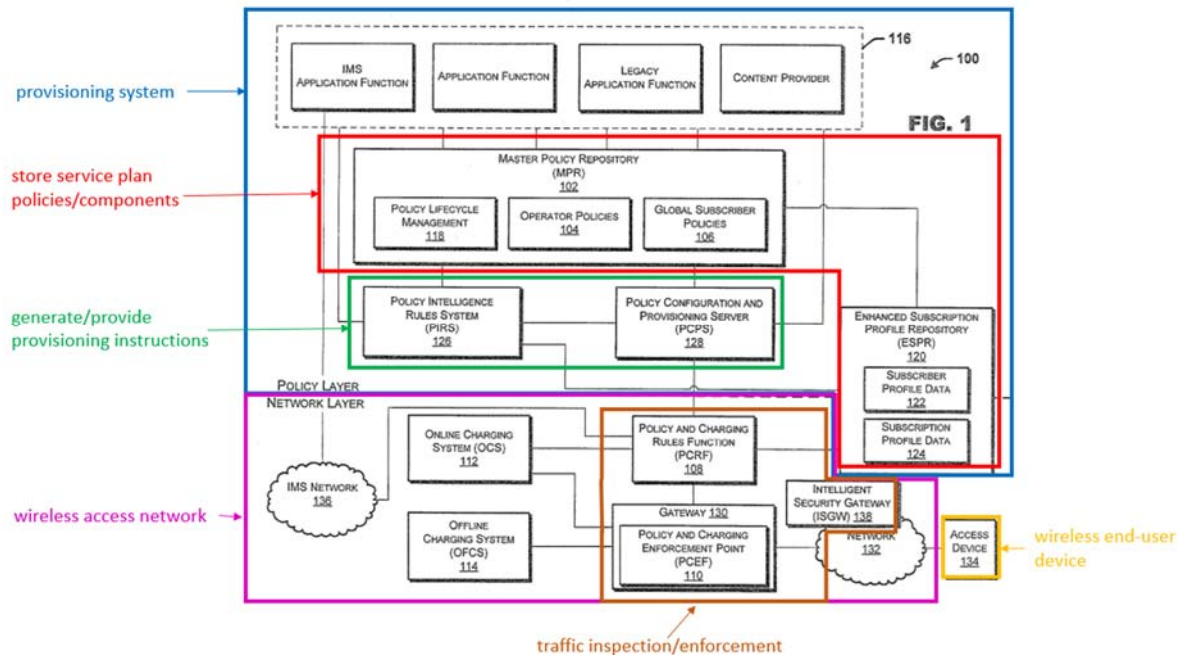 116
100
IMS
APPLICATION FUNCTION
APPLICATION FUNCTION
LEGACY
APPLICATION FUNCTION
CONTENT PROVIDER
provisioning system
FIG. 1
MASTER POLICY REPOSITORY
(MPR)
102
store service plan
policies/components
POLICY LIFECYCLE
MANAGEMENT
118
OPERATOR POLICIES
104
GLOBAL SUBSCRIBER
POLICIES
106
generate/provide
provisioning instructions
POLICY INTELLIGENCE
RULES SYSTEM
(PIRS)
126
POLICY CONFIGURATION AND
PROVISIONING SERVER
(PCPS)
128
ENHANCED SUBSCRIPTION
PROFILE REPOSITORY
(ESPR)
120
SUBSCRIBER
PROFILE DATA
122
SUBSCRIPTION
PROFILE DATA
124
POLICY LAYER
NETWORK LAYER
ONLINE CHARGING
SYSTEM (OCS)
112
POLICY AND CHARGING
RULES FUNCTION
(PCRF)
108
IMS NETWORK
136
wireless access network
OFFLINE
CHARGING SYSTEM
(OFCS)
114
GATEWAY 130
POLICY AND CHARGING
ENFORCEMENT POINT
(PCEF)
110
INTELLIGENT
SECURITY GATEWAY
(ISGW) 138
NETWORK
132
ACCESS
DEVICE
134
wireless end-user
device
traffic inspection/enforcement